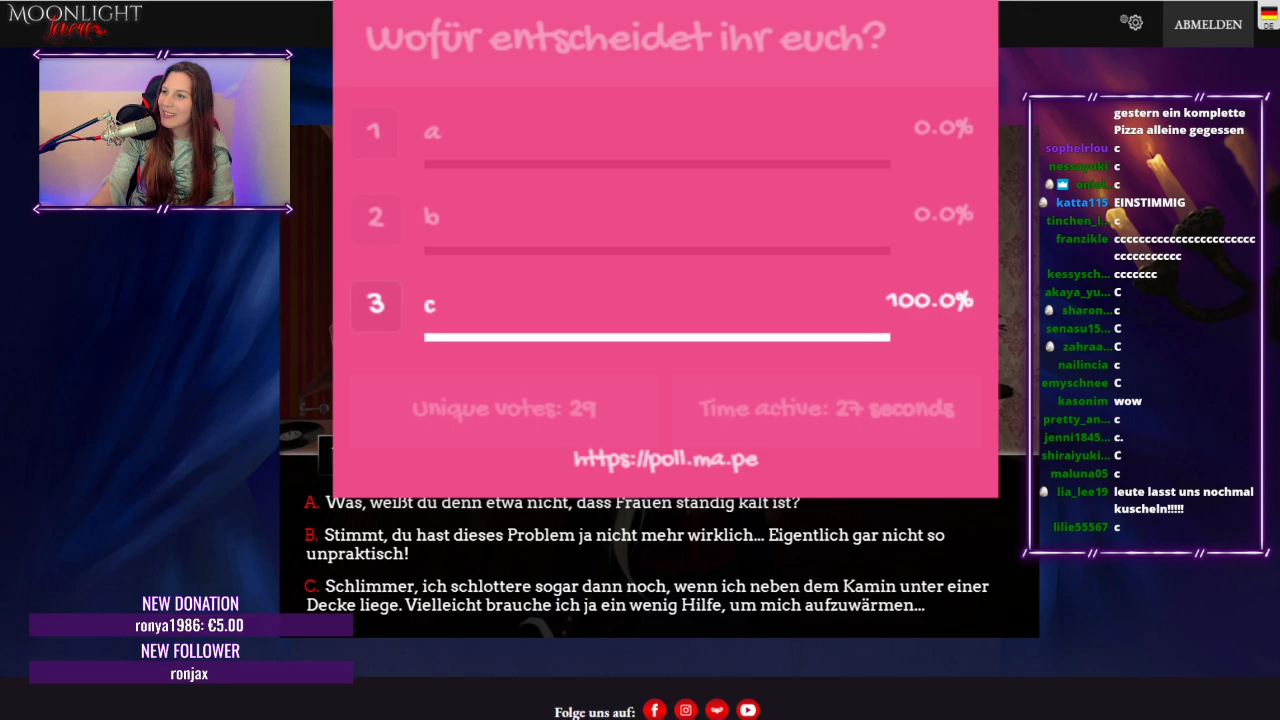 MOONLIGHT
Lovers
ABMELDEN
DE
Wofür entscheidet ihr euch?
1 a 0.0%
2 b 0.0%
3 c 100.0%
Unique votes: 29 Time active: 27 seconds
https://poll.ma.pe
A. Was, weißt du denn etwa nicht, dass Frauen ständig kalt ist?
B. Stimmt, du hast dieses Problem ja nicht mehr wirklich... Eigentlich gar nicht so
unpraktisch!
C. Schlimmer, ich schlottere sogar dann noch, wenn ich neben dem Kamin unter einer
Decke liege. Vielleicht brauche ich ja ein wenig Hilfe, um mich aufzuwärmen...
gestern ein komplette
Pizza alleine gegessen
sophelrlou c
nessayuki c
c
katta115 EINSTIMMIG
tinchen_l... c
franzikle ccccccccccccccccccccccc
ccccccccccc
kessysch... ccccccc
akaya_yu... C
sharon... c
senasu15... C
zahraa... C
nailincia c
emyschnee C
kasonim wow
pretty_an... c
jenni1845... c.
shiraiyuki... C
maluna05 c
lia_lee19 leute lasst uns nochmal
kuscheln!!!!!
lilie55567 c
NEW DONATION
ronya1986: €5.00
NEW FOLLOWER
ronjax
Folge uns auf: